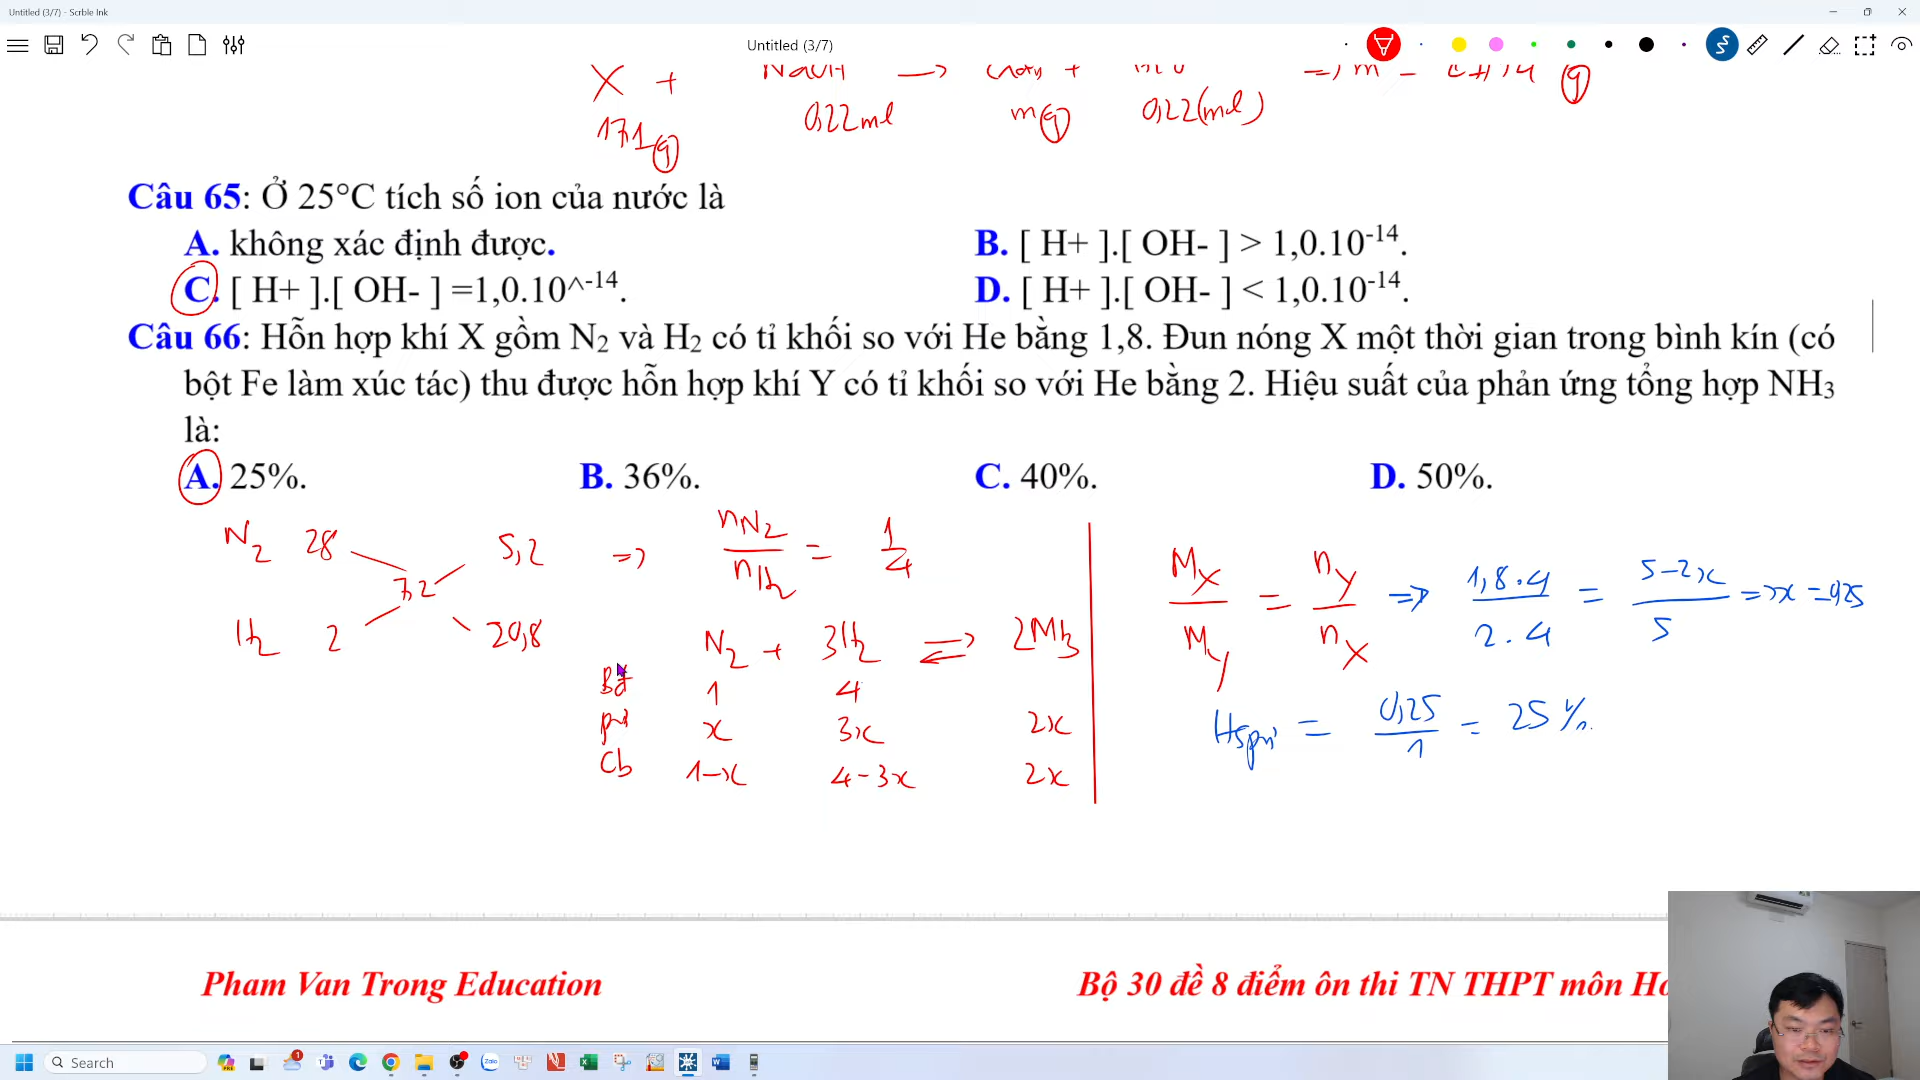 Untitled (3/7) - Scrble Ink
Untitled (3/7)
X + NaOH →
17,1 g 0,22 mol m g 0,22 (mol)
Câu 65: Ở 25°C tích số ion của nước là
A. không xác định được. B. [ H+ ].[ OH- ] > 1,0.10-14.
C. [ H+ ].[ OH- ] =1,0.10^-14. D. [ H+ ].[ OH- ] < 1,0.10-14.
Câu 66: Hỗn hợp khí X gồm N2 và H2 có tỉ khối so với He bằng 1,8. Đun nóng X một thời gian trong bình kín (có
bột Fe làm xúc tác) thu được hỗn hợp khí Y có tỉ khối so với He bằng 2. Hiệu suất của phản ứng tổng hợp NH3
là:
A. 25%. B. 36%. C. 40%. D. 50%.
N2 28 5,2 => nN2/nH2 = 1/4
7,2
H2 2 20,8
N2 + 3H2 ⇌ 2NH3
Bđ 1 4
pư x 3x 2x
Cb 1-x 4-3x 2x
MX/MY = nY/nX => 1,8.4/2.4 = 5-2x/5 => x = 0,25
Hspư = 0,25/1 = 25%
Pham Van Trong Education
Bộ 30 đề 8 điểm ôn thi TN THPT môn Ho
Search